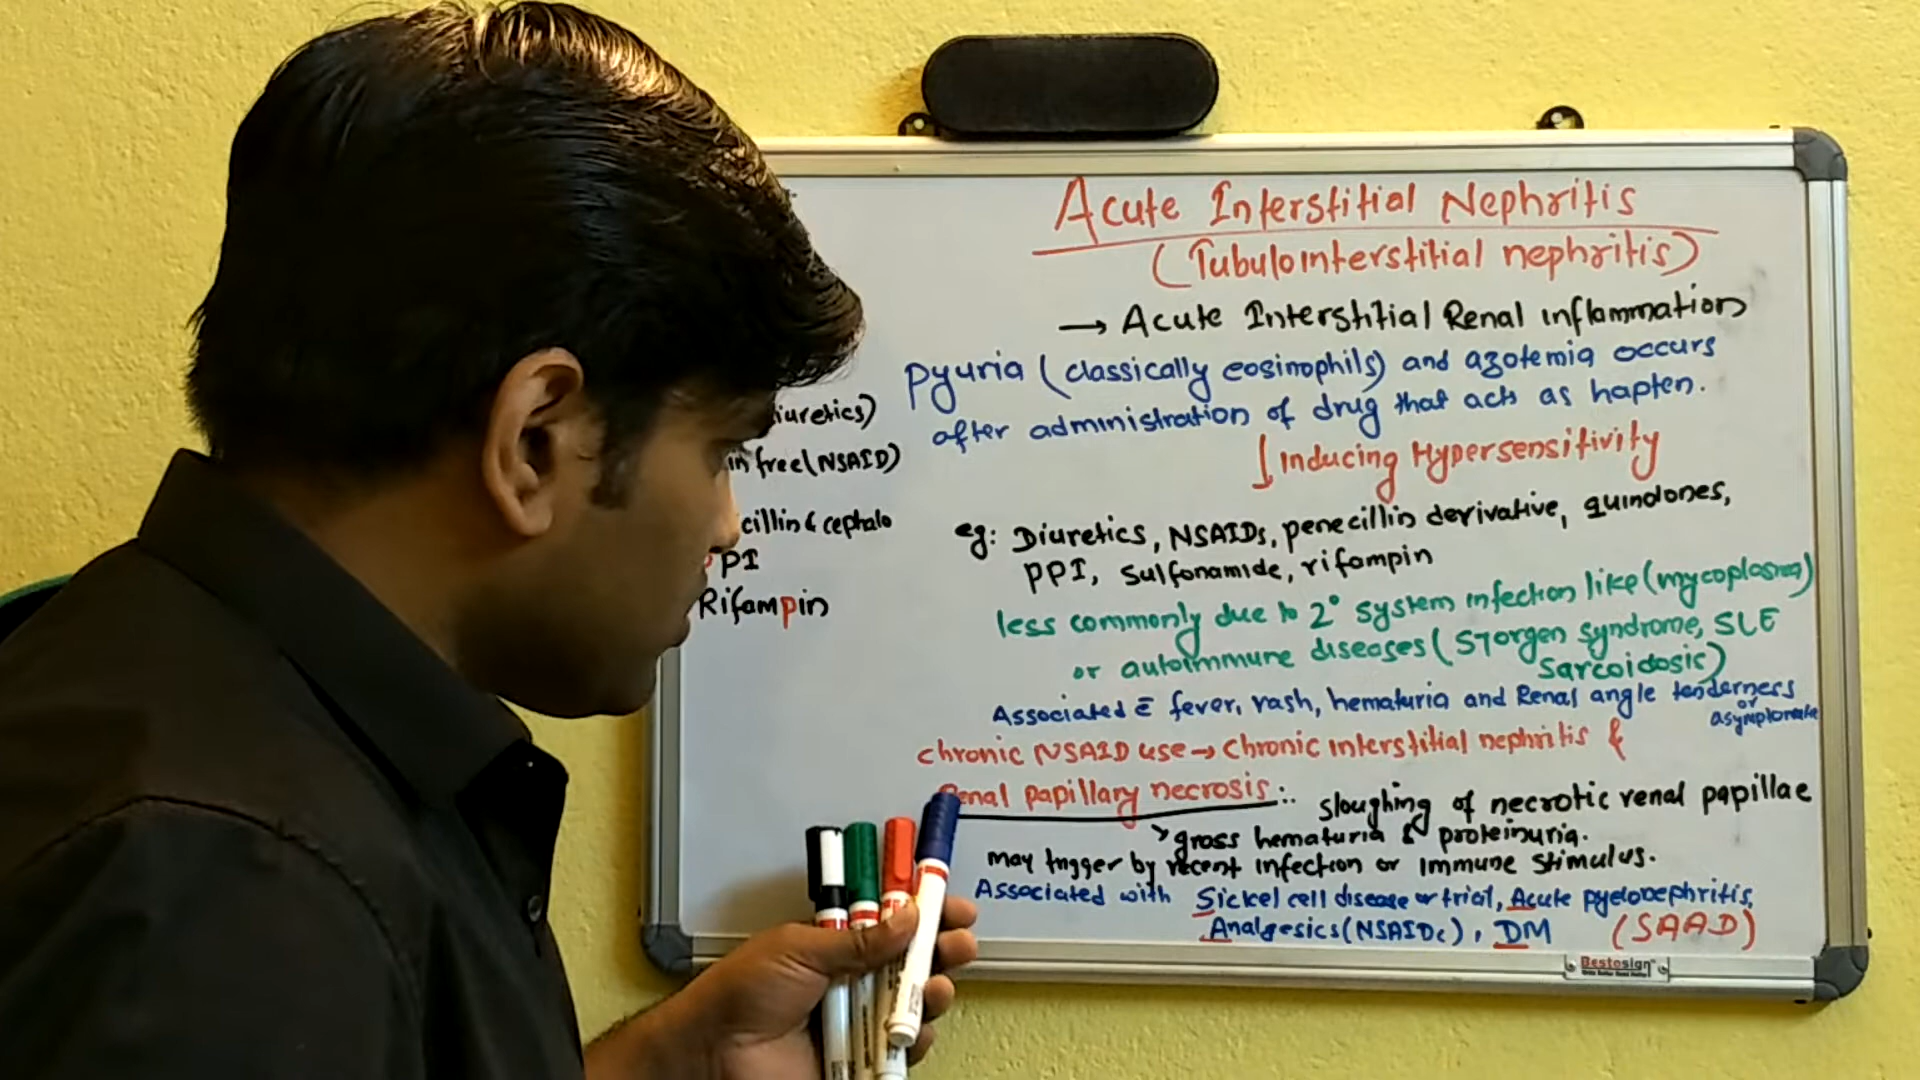 Acute Interstitial Nephritis
(Tubulointerstitial nephritis)
→ Acute Interstitial Renal inflammation
Pyuria (classically eosinophils) and azotemia occurs
after administration of drug that acts as hapten.
↓ Inducing Hypersensitivity
eg: Diuretics, NSAIDs, penecillin derivative, quinolones,
PPI, sulfonamide, rifampin
less commonly due to 2° system infection like (mycoplasma)
or autoimmune diseases (SJorgen syndrome, SLE
Sarcoidosis)
Associated c̄ fever, rash, hematuria and Renal angle tenderness
or
asymptomatic
chronic NSAID use → chronic interstitial nephritis &
Renal papillary necrosis :. sloughing of necrotic renal papillae
gross hematuria & proteinuria.
may trigger by recent infection or Immune stimulus.
Associated with Sickel cell disease or trial, Acute pyelonephritis,
Analgesics (NSAIDs), DM (SAAD)
iuretics)
in free (NSAID)
cillin & cephalo
PPI
Rifampin
Bestosign